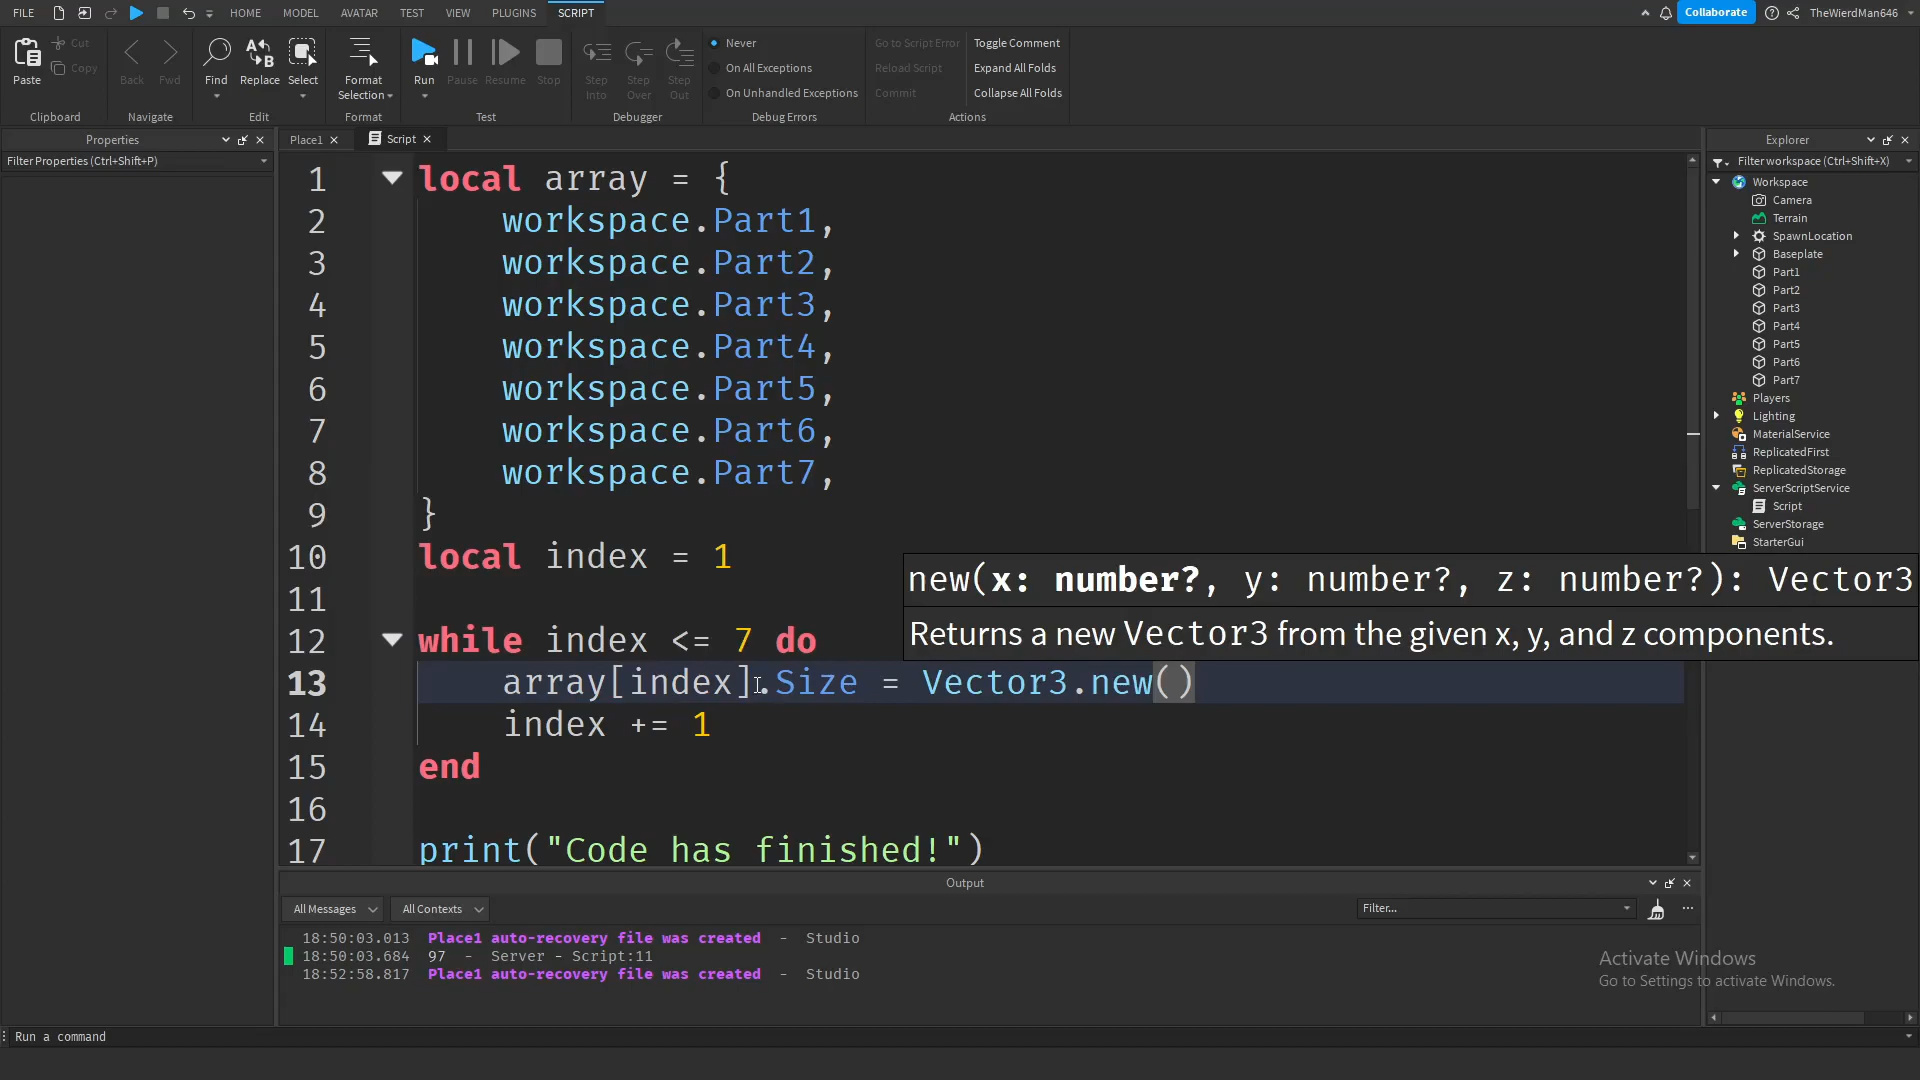 FILE HOME MODEL AVATAR TEST VIEW PLUGINS SCRIPT Collaborate TheWierdMan646
Paste Cut Copy
Clipboard
Back Fwd
Navigate
Find Replace Select
Edit
Format Selection
Format
Run Pause Resume Stop
Test
Step Into Step Over Step Out
Debugger
Never
On All Exceptions
On Unhandled Exceptions
Debug Errors
Go to Script Error
Reload Script
Commit
Toggle Comment
Expand All Folds
Collapse All Folds
Actions
Properties
Filter Properties (Ctrl+Shift+P)
Place1 Script
1 local array = {
2 workspace.Part1,
3 workspace.Part2,
4 workspace.Part3,
5 workspace.Part4,
6 workspace.Part5,
7 workspace.Part6,
8 workspace.Part7,
9 }
10 local index = 1
11
12 while index <= 7 do
13 array[index].Size = Vector3.new()
14 index += 1
15 end
16
17 print("Code has finished!")
new(x: number?, y: number?, z: number?): Vector3
Returns a new Vector3 from the given x, y, and z components.
Explorer
Filter workspace (Ctrl+Shift+X)
Workspace
Camera
Terrain
SpawnLocation
Baseplate
Part1
Part2
Part3
Part4
Part5
Part6
Part7
Players
Lighting
MaterialService
ReplicatedFirst
ReplicatedStorage
ServerScriptService
Script
ServerStorage
StarterGui
Output
All Messages All Contexts Filter...
18:50:03.013 Place1 auto-recovery file was created - Studio
18:50:03.684 97 - Server - Script:11
18:52:58.817 Place1 auto-recovery file was created - Studio
Activate Windows
Go to Settings to activate Windows.
Run a command